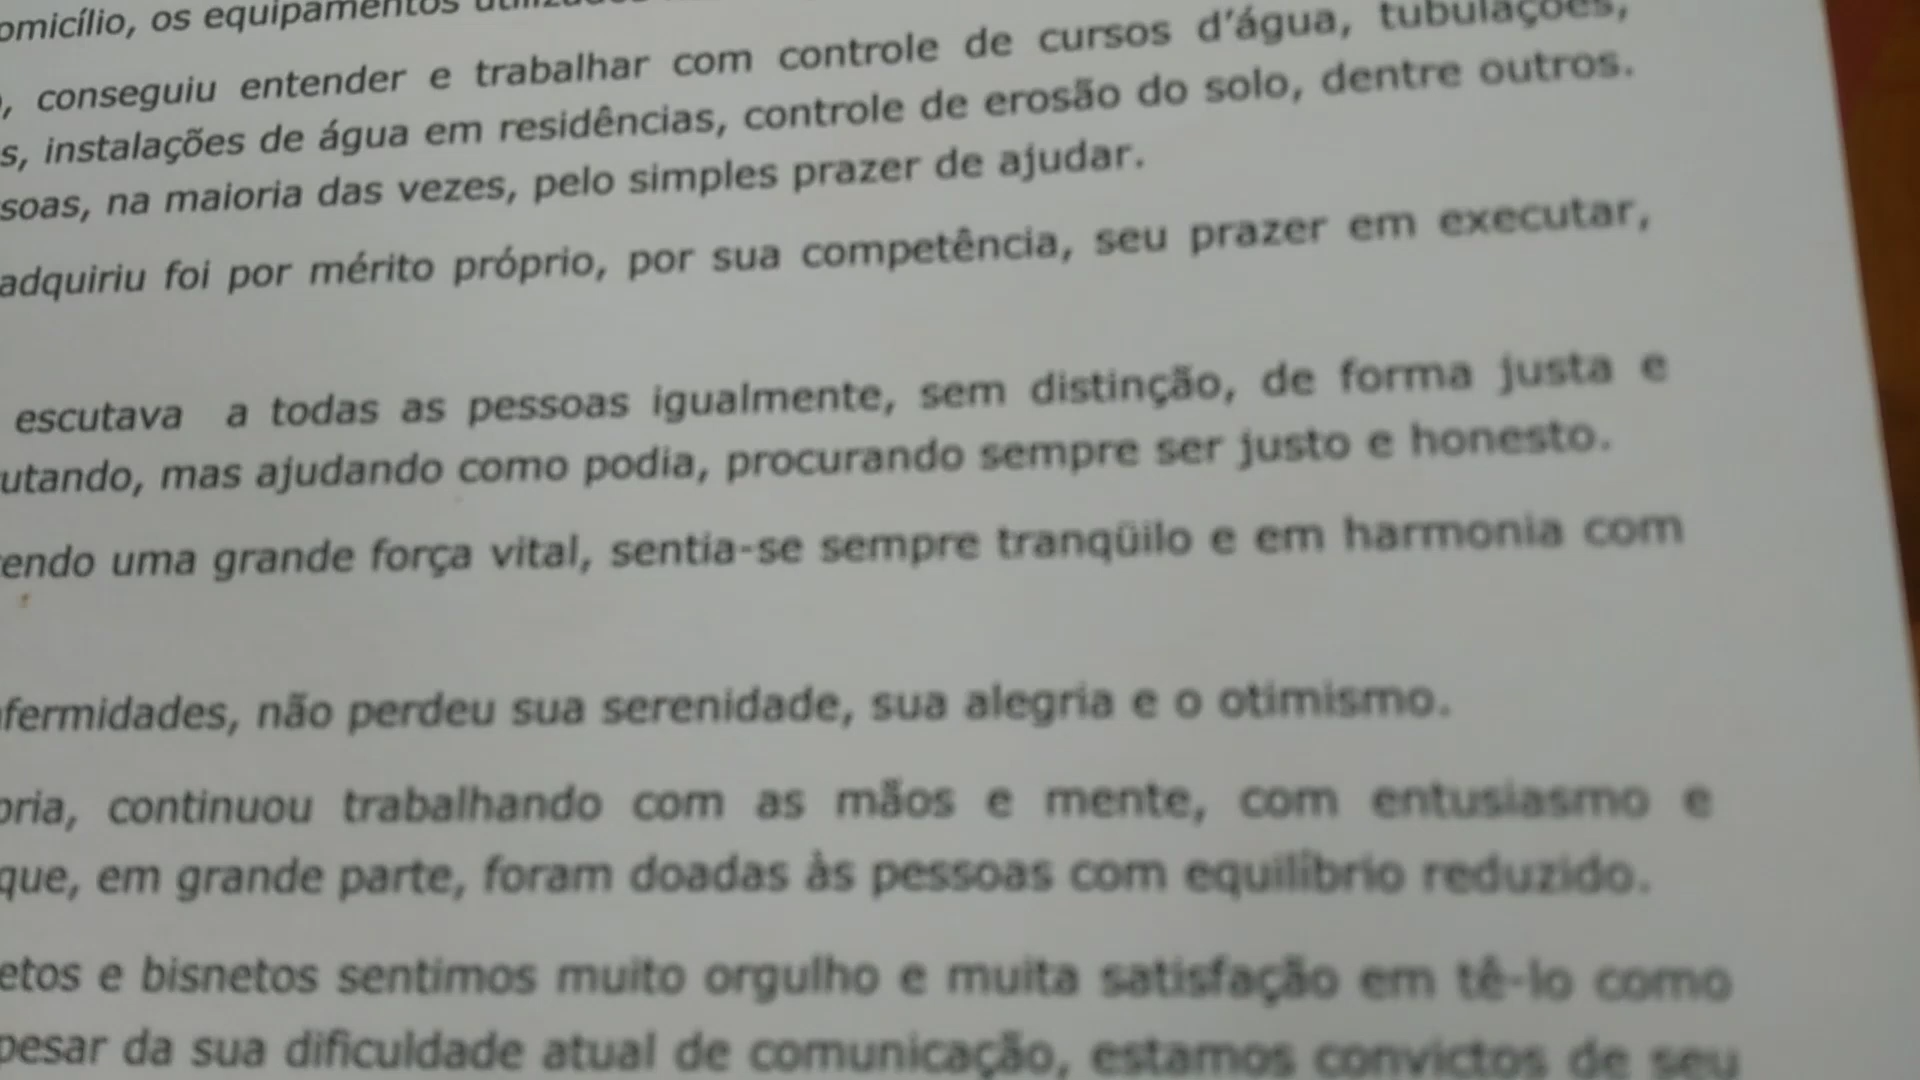 omicílio, os equipamentos
, conseguiu entender e trabalhar com controle de cursos d'água, tubulações,
s, instalações de água em residências, controle de erosão do solo, dentre outros.
soas, na maioria das vezes, pelo simples prazer de ajudar.
adquiriu foi por mérito próprio, por sua competência, seu prazer em executar,
escutava a todas as pessoas igualmente, sem distinção, de forma justa e
utando, mas ajudando como podia, procurando sempre ser justo e honesto.
endo uma grande força vital, sentia-se sempre tranqüilo e em harmonia com
fermidades, não perdeu sua serenidade, sua alegria e o otimismo.
ória, continuou trabalhando com as mãos e mente, com entusiasmo e
que, em grande parte, foram doadas às pessoas com equilíbrio reduzido.
etos e bisnetos sentimos muito orgulho e muita satisfação em tê-lo como
pesar da sua dificuldade atual de comunicação, estamos convictos de seu